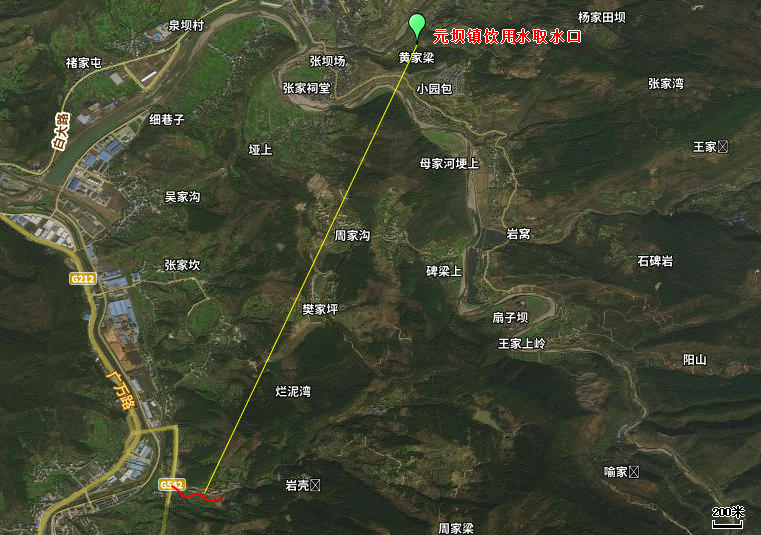 杨家田坝
泉坝村
元坝镇饮用水取水口
褚家屯
张坝场
黄家梁
张家祠堂
小园包
张家湾
白大路
细巷子
垭上
王家
母家河埂上
吴家沟
周家沟
岩窝
张家坎
碑梁上
石碑岩
G212
樊家坪
扇子坝
王家上岭
阳山
广万路
烂泥湾
喻家
G542
岩壳
200米
周家梁